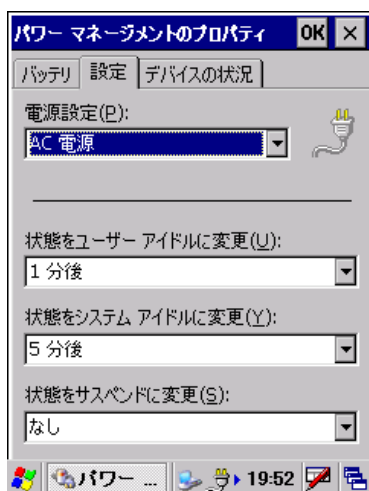 パワー マネージメントのプロパティ OK ×
バッテリ 設定 デバイスの状況
電源設定(P):
AC 電源
状態をユーザー アイドルに変更(U):
1 分後
状態をシステム アイドルに変更(Y):
5 分後
状態をサスペンドに変更(S):
なし
パワー ... 19:52